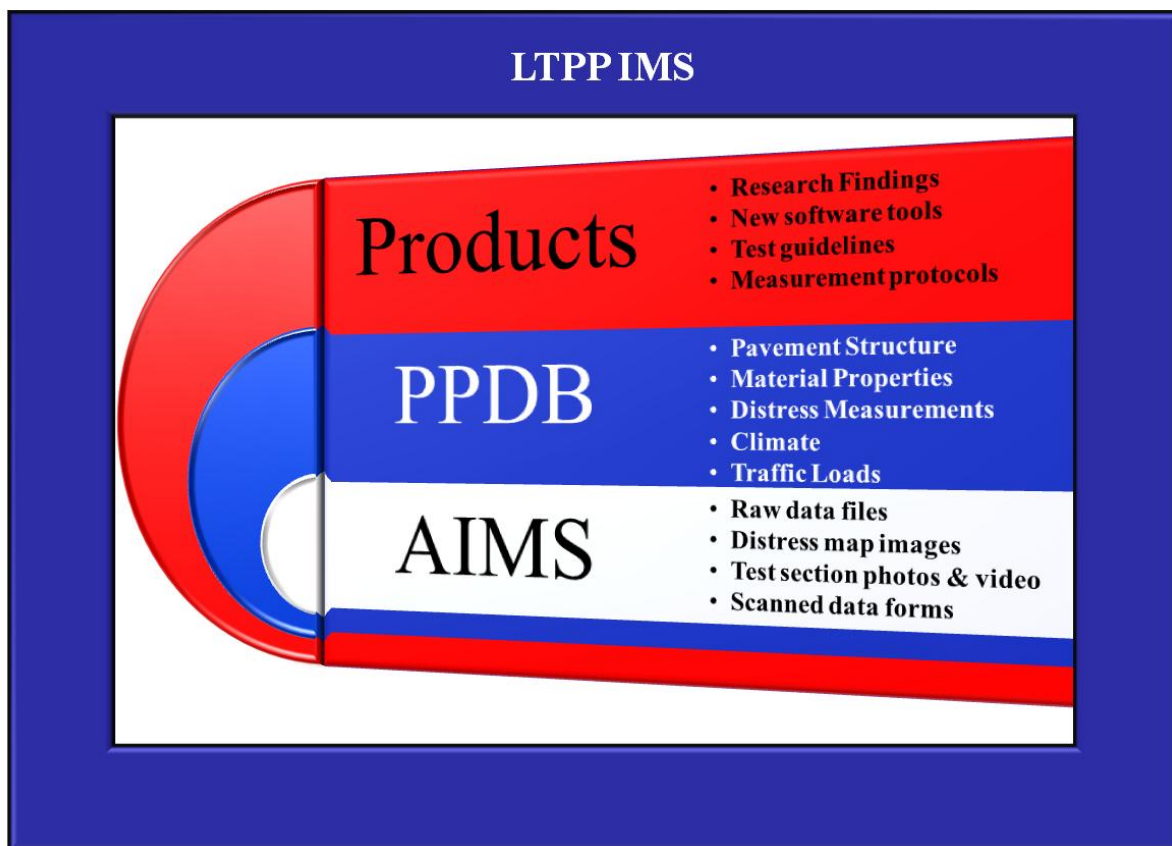 LTPP IMS
Products
• Research Findings
• New software tools
• Test guidelines
• Measurement protocols
PPDB
• Pavement Structure
• Material Properties
• Distress Measurements
• Climate
• Traffic Loads
AIMS
• Raw data files
• Distress map images
• Test section photos & video
• Scanned data forms